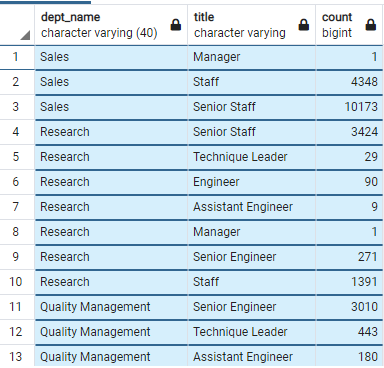 dept_name title count
character varying (40) character varying bigint
1 Sales Manager 1
2 Sales Staff 4348
3 Sales Senior Staff 10173
4 Research Senior Staff 3424
5 Research Technique Leader 29
6 Research Engineer 90
7 Research Assistant Engineer 9
8 Research Manager 1
9 Research Senior Engineer 271
10 Research Staff 1391
11 Quality Management Senior Engineer 3010
12 Quality Management Technique Leader 443
13 Quality Management Assistant Engineer 180